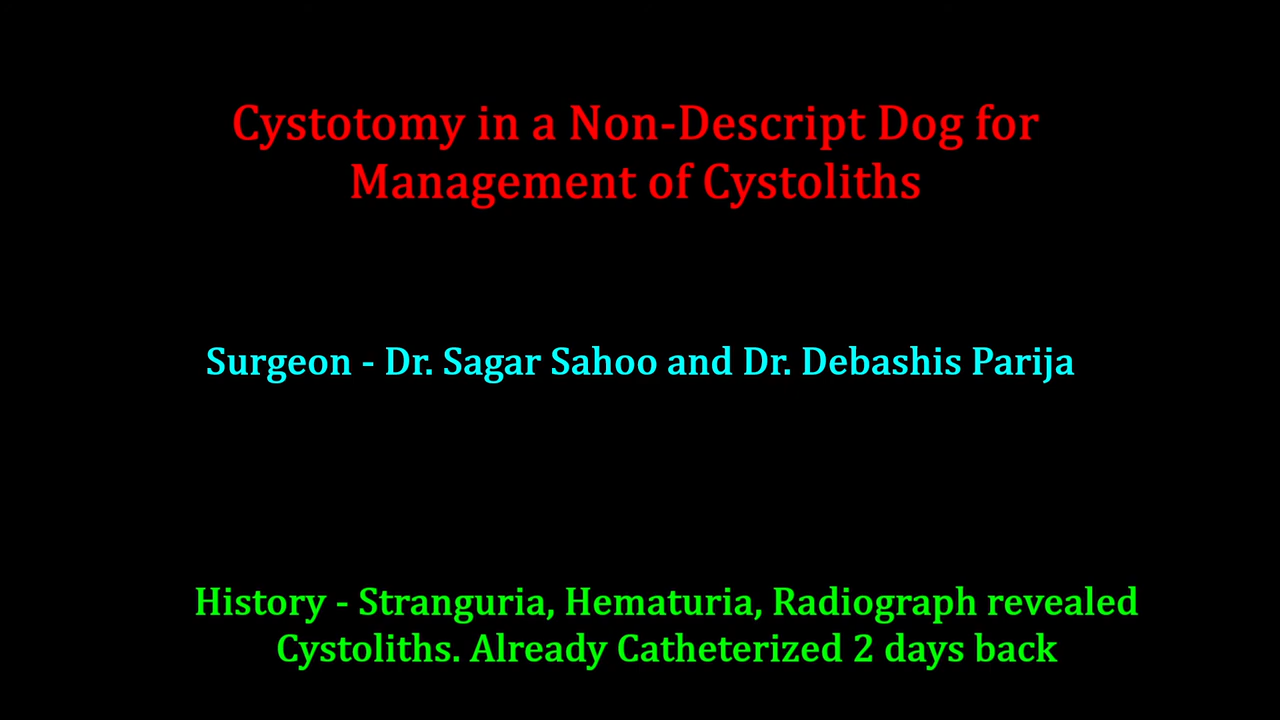 Cystotomy in a Non-Descript Dog for
Management of Cystoliths
Surgeon - Dr. Sagar Sahoo and Dr. Debashis Parija
History - Stranguria, Hematuria, Radiograph revealed
Cystoliths. Already Catheterized 2 days back